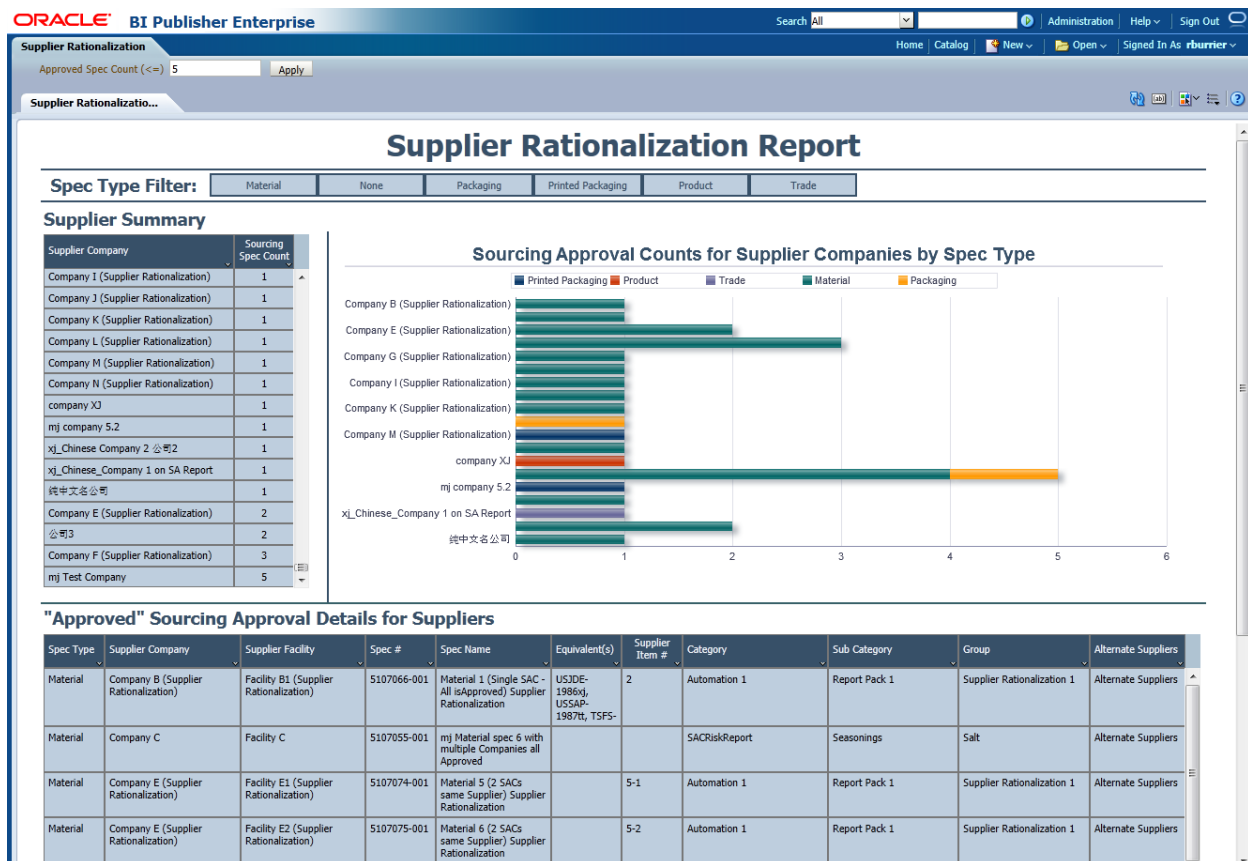 ORACLE BI Publisher Enterprise
Search All
Administration Help Sign Out
Supplier Rationalization
Home Catalog New Open Signed In As rburrier
Approved Spec Count (<=) 5 Apply
Supplier Rationalizatio...
Supplier Rationalization Report
Spec Type Filter: Material None Packaging Printed Packaging Product Trade
Supplier Summary
Supplier Company Sourcing Spec Count
Company I (Supplier Rationalization) 1
Company J (Supplier Rationalization) 1
Company K (Supplier Rationalization) 1
Company L (Supplier Rationalization) 1
Company M (Supplier Rationalization) 1
Company N (Supplier Rationalization) 1
company XJ 1
mj company 5.2 1
xj_Chinese Company 2 公司2 1
xj_Chinese_Company 1 on SA Report 1
纯中文名公司 1
Company E (Supplier Rationalization) 2
公司3 2
Company F (Supplier Rationalization) 3
mj Test Company 5
Sourcing Approval Counts for Supplier Companies by Spec Type
Printed Packaging Product Trade Material Packaging
Company B (Supplier Rationalization)
Company E (Supplier Rationalization)
Company G (Supplier Rationalization)
Company I (Supplier Rationalization)
Company K (Supplier Rationalization)
Company M (Supplier Rationalization)
company XJ
mj company 5.2
xj_Chinese_Company 1 on SA Report
纯中文名公司
0 1 2 3 4 5 6
"Approved" Sourcing Approval Details for Suppliers
Spec Type Supplier Company Supplier Facility Spec # Spec Name Equivalent(s) Supplier Item # Category Sub Category Group Alternate Suppliers
Material Company B (Supplier Rationalization) Facility B1 (Supplier Rationalization) 5107066-001 Material 1 (Single SAC - All isApproved) Supplier Rationalization USJDE-1986xj, USSAP-1987tt, TSFS- 2 Automation 1 Report Pack 1 Supplier Rationalization 1 Alternate Suppliers
Material Company C Facility C 5107055-001 mj Material spec 6 with multiple Companies all Approved SACRiskReport Seasonings Salt Alternate Suppliers
Material Company E (Supplier Rationalization) Facility E1 (Supplier Rationalization) 5107074-001 Material 5 (2 SACs same Supplier) Supplier Rationalization 5-1 Automation 1 Report Pack 1 Supplier Rationalization 1 Alternate Suppliers
Material Company E (Supplier Rationalization) Facility E2 (Supplier Rationalization) 5107075-001 Material 6 (2 SACs same Supplier) Supplier Rationalization 5-2 Automation 1 Report Pack 1 Supplier Rationalization 1 Alternate Suppliers